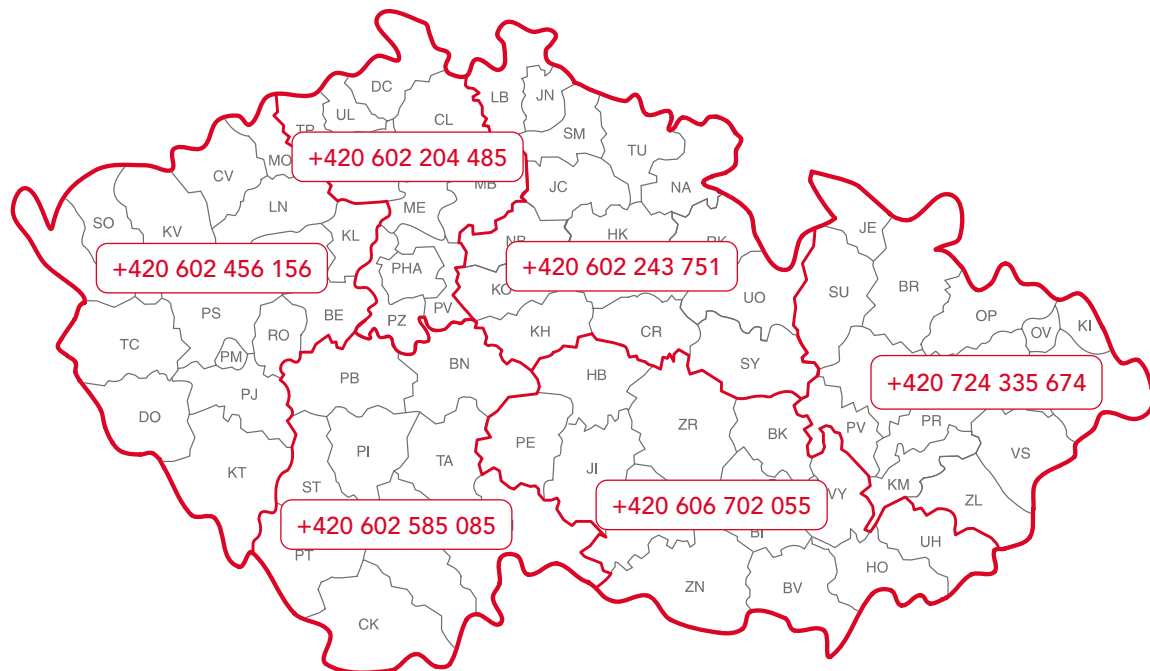 DC
LB
JN
UL
CL
TP
SM
MO
+420 602 204 485
TU
CV
MB
JC
NA
LN
ME
SO
KV
KL
NB
HK
RK
+420 602 456 156
PHA
+420 602 243 751
JE
KO
UO
SU
BR
PS
BE
PZ
PV
OP
OV
KI
TC
PM
RO
KH
CR
BN
SY
PB
HB
+420 724 335 674
DO
PJ
ZR
BK
PV
PR
KT
PI
TA
PE
JI
VS
ST
VY
KM
ZL
+420 602 585 085
+420 606 702 055
PT
BI
UH
HO
ZN
BV
CK